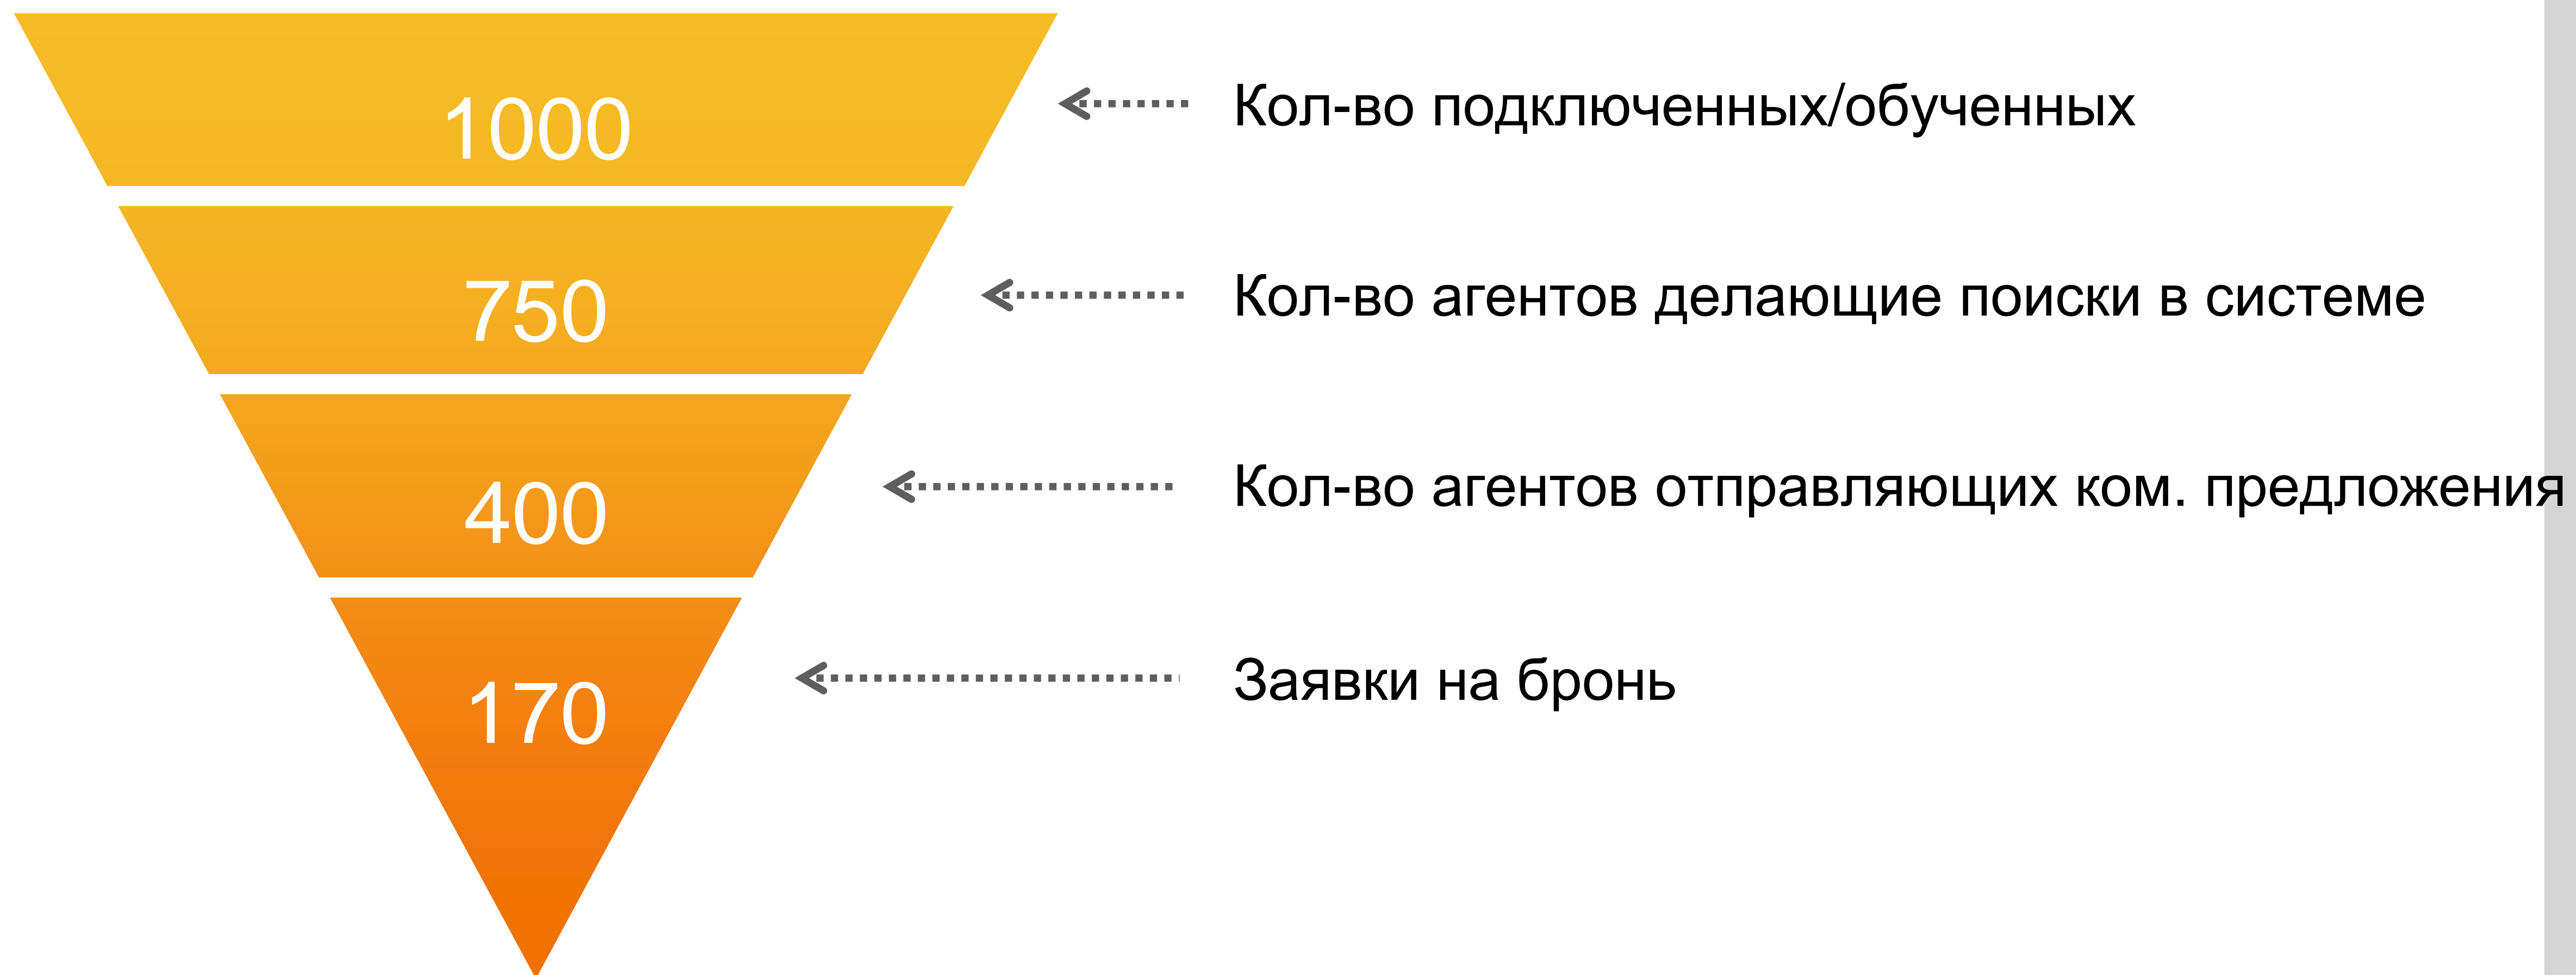 1000
Кол-во подключенных/обученных
750
Кол-во агентов делающие поиски в системе
400
Кол-во агентов отправляющих ком. предложения
170
Заявки на бронь